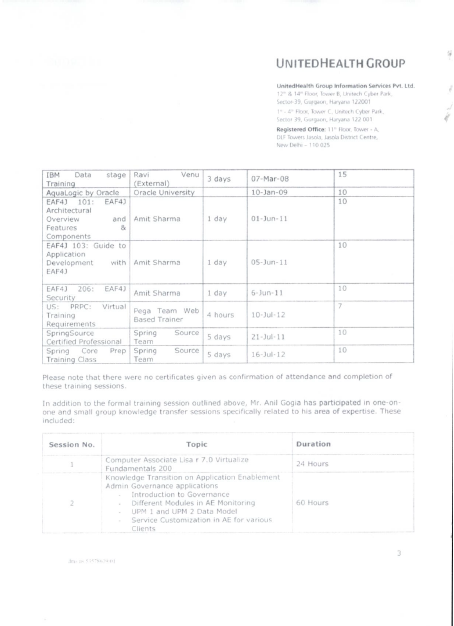 UNITEDHEALTH GROUP
UnitedHealth Group Information Services Pvt. Ltd.
12th & 14th Floor, Tower B, Unitech Cyber Park,
Sector 39, Gurgaon, Haryana 122001
1st - 4th Floor, Tower C, Unitech Cyber Park,
Sector 39, Gurgaon, Haryana 122 001
Registered Office: 11th Floor, Tower - A,
DLF Towers Jasola, Jasola District Centre,
New Delhi – 110 025
IBM Data stage Training Ravi Venu (External) 3 days 07-Mar-08 15
AquaLogic by Oracle Oracle University 10-Jan-09 10
EAF4J 101: EAF4J Architectural Overview and Features & Components Amit Sharma 1 day 01-Jun-11 10
EAF4J 103: Guide to Application Development with EAF4J Amit Sharma 1 day 05-Jun-11 10
EAF4J 206: EAF4J Security Amit Sharma 1 day 6-Jun-11 10
US: PRPC: Virtual Training Requirements Pega Team Web Based Trainer 4 hours 10-Jul-12 7
SpringSource Certified Professional Spring Source Team 5 days 21-Jul-11 10
Spring Core Prep Training Class Spring Source Team 5 days 16-Jul-12 10
Please note that there were no certificates given as confirmation of attendance and completion of
these training sessions.
In addition to the formal training session outlined above, Mr. Anil Gogia has participated in one-on-
one and small group knowledge transfer sessions specifically related to his area of expertise. These
included:
Session No. Topic Duration
1 Computer Associate Lisa r 7.0 Virtualize Fundamentals 200 24 Hours
2 Knowledge Transition on Application Enablement Admin Governance applications 60 Hours
- Introduction to Governance
- Different Modules in AE Monitoring
- UPM 1 and UPM 2 Data Model
- Service Customization in AE for various Clients
3